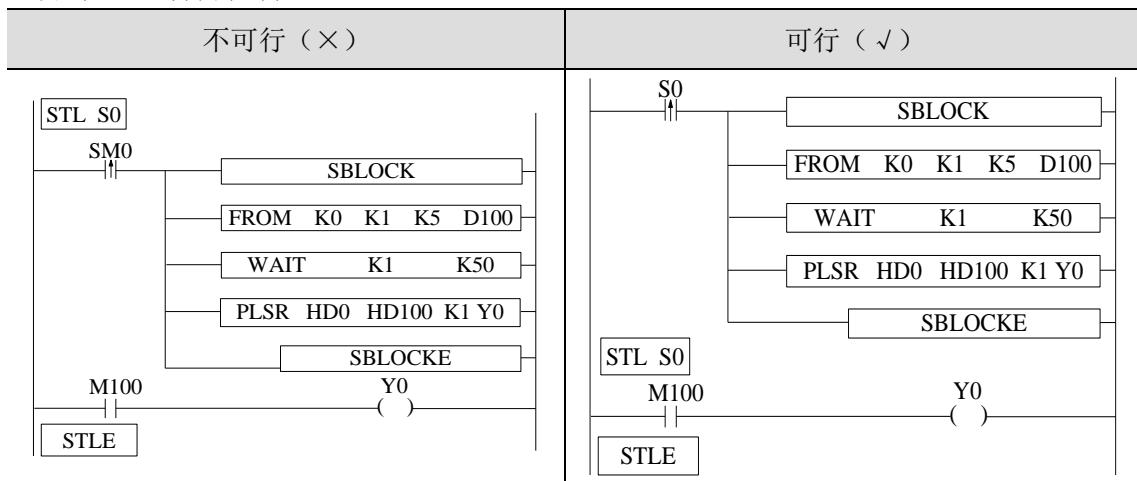 不可行（×） 可行（√）
STL S0
SM0
SBLOCK
FROM K0 K1 K5 D100
WAIT K1 K50
PLSR HD0 HD100 K1 Y0
SBLOCKE
M100 Y0
( )
STLE
S0
SBLOCK
FROM K0 K1 K5 D100
WAIT K1 K50
PLSR HD0 HD100 K1 Y0
SBLOCKE
STL S0
M100 Y0
( )
STLE